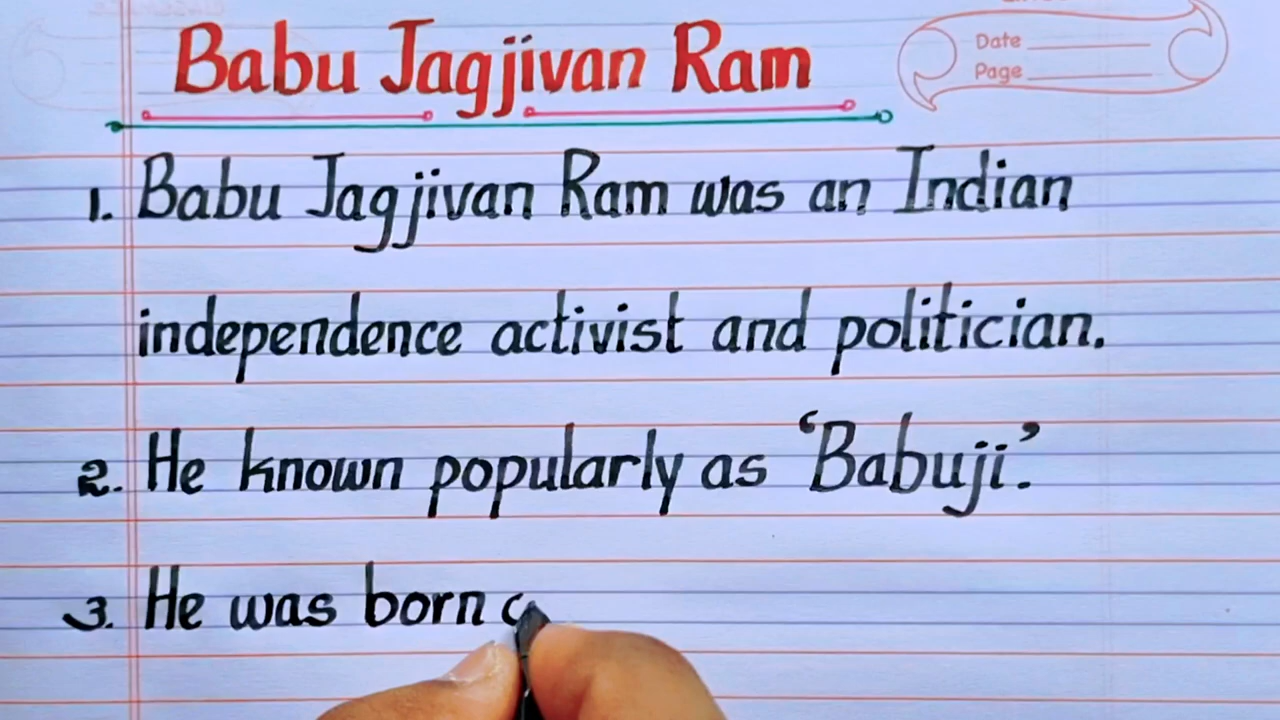 Babu Jagjivan Ram
Date
Page
1. Babu Jagjivan Ram was an Indian
independence activist and politician.
2. He known popularly as ‘Babuji’.
3. He was born